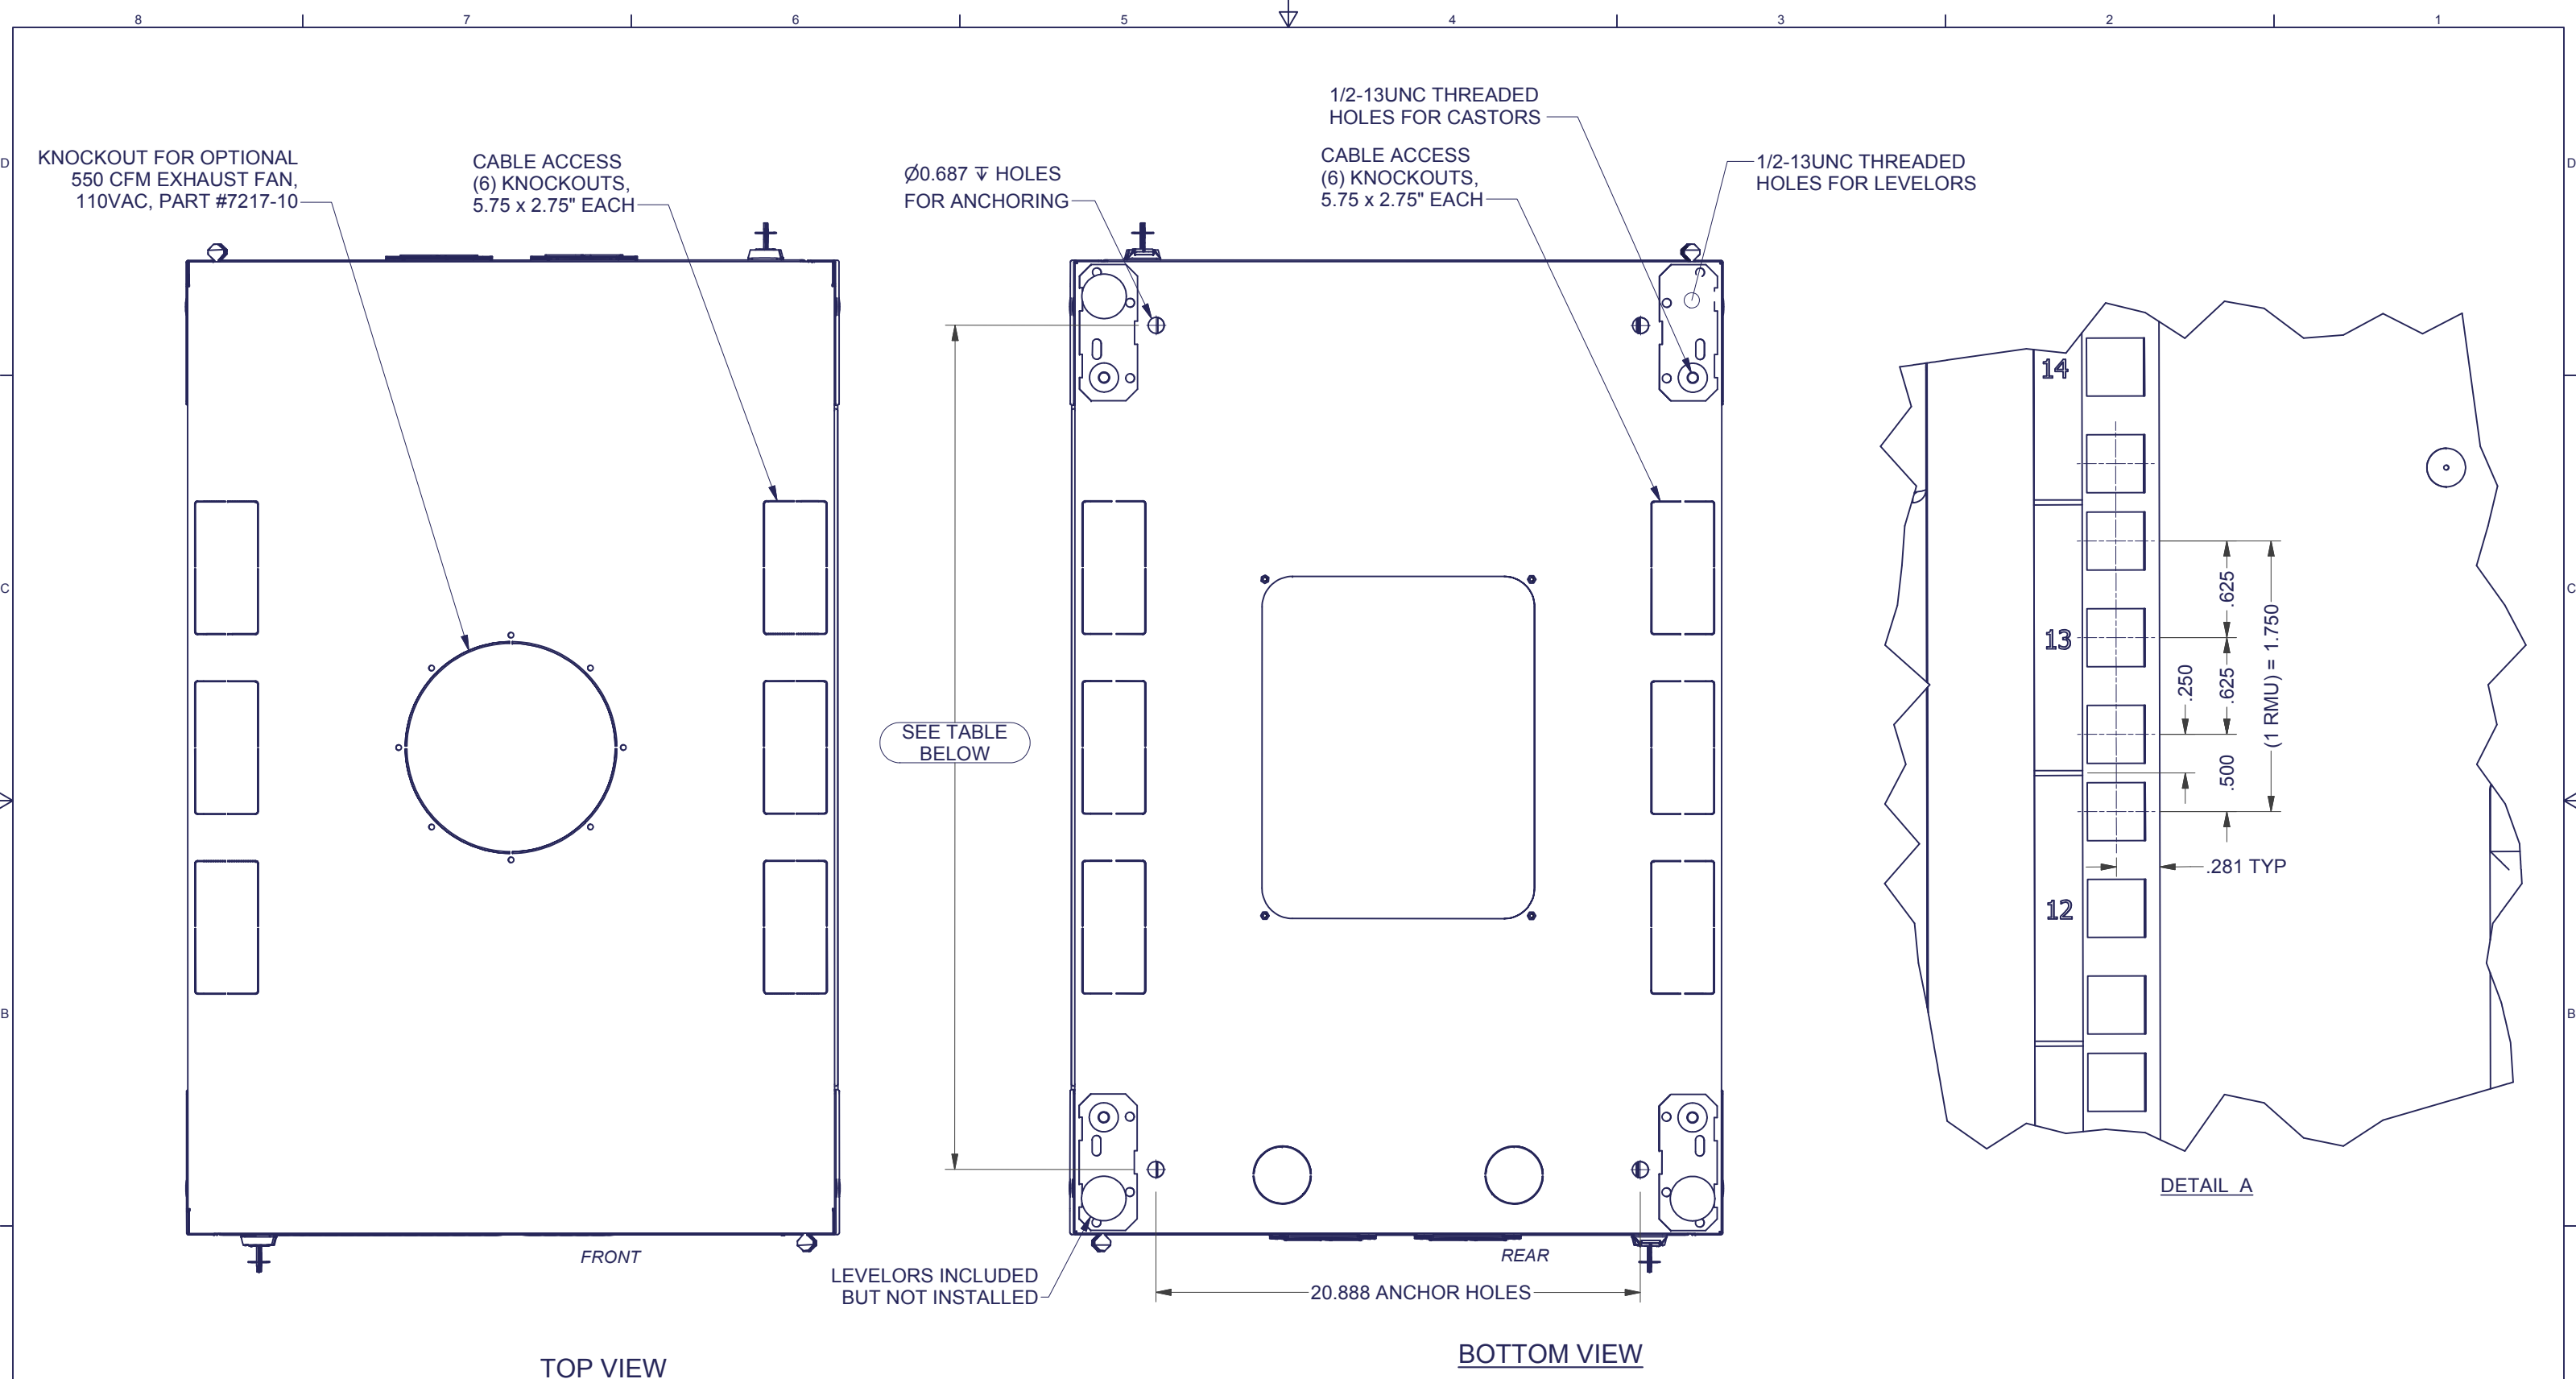 8 7 6 5 4 3 2 1
D
D
C
C
B
B
KNOCKOUT FOR OPTIONAL
550 CFM EXHAUST FAN,
110VAC, PART #7217-10
CABLE ACCESS
(6) KNOCKOUTS,
5.75 x 2.75" EACH
FRONT
TOP VIEW
Ø0.687 ↧ HOLES
FOR ANCHORING
1/2-13UNC THREADED
HOLES FOR CASTORS
CABLE ACCESS
(6) KNOCKOUTS,
5.75 x 2.75" EACH
1/2-13UNC THREADED
HOLES FOR LEVELORS
SEE TABLE
BELOW
LEVELORS INCLUDED
BUT NOT INSTALLED
REAR
20.888 ANCHOR HOLES
BOTTOM VIEW
14
13
12
.625
.625
.250
.500
(1 RMU) = 1.750
.281 TYP
DETAIL A